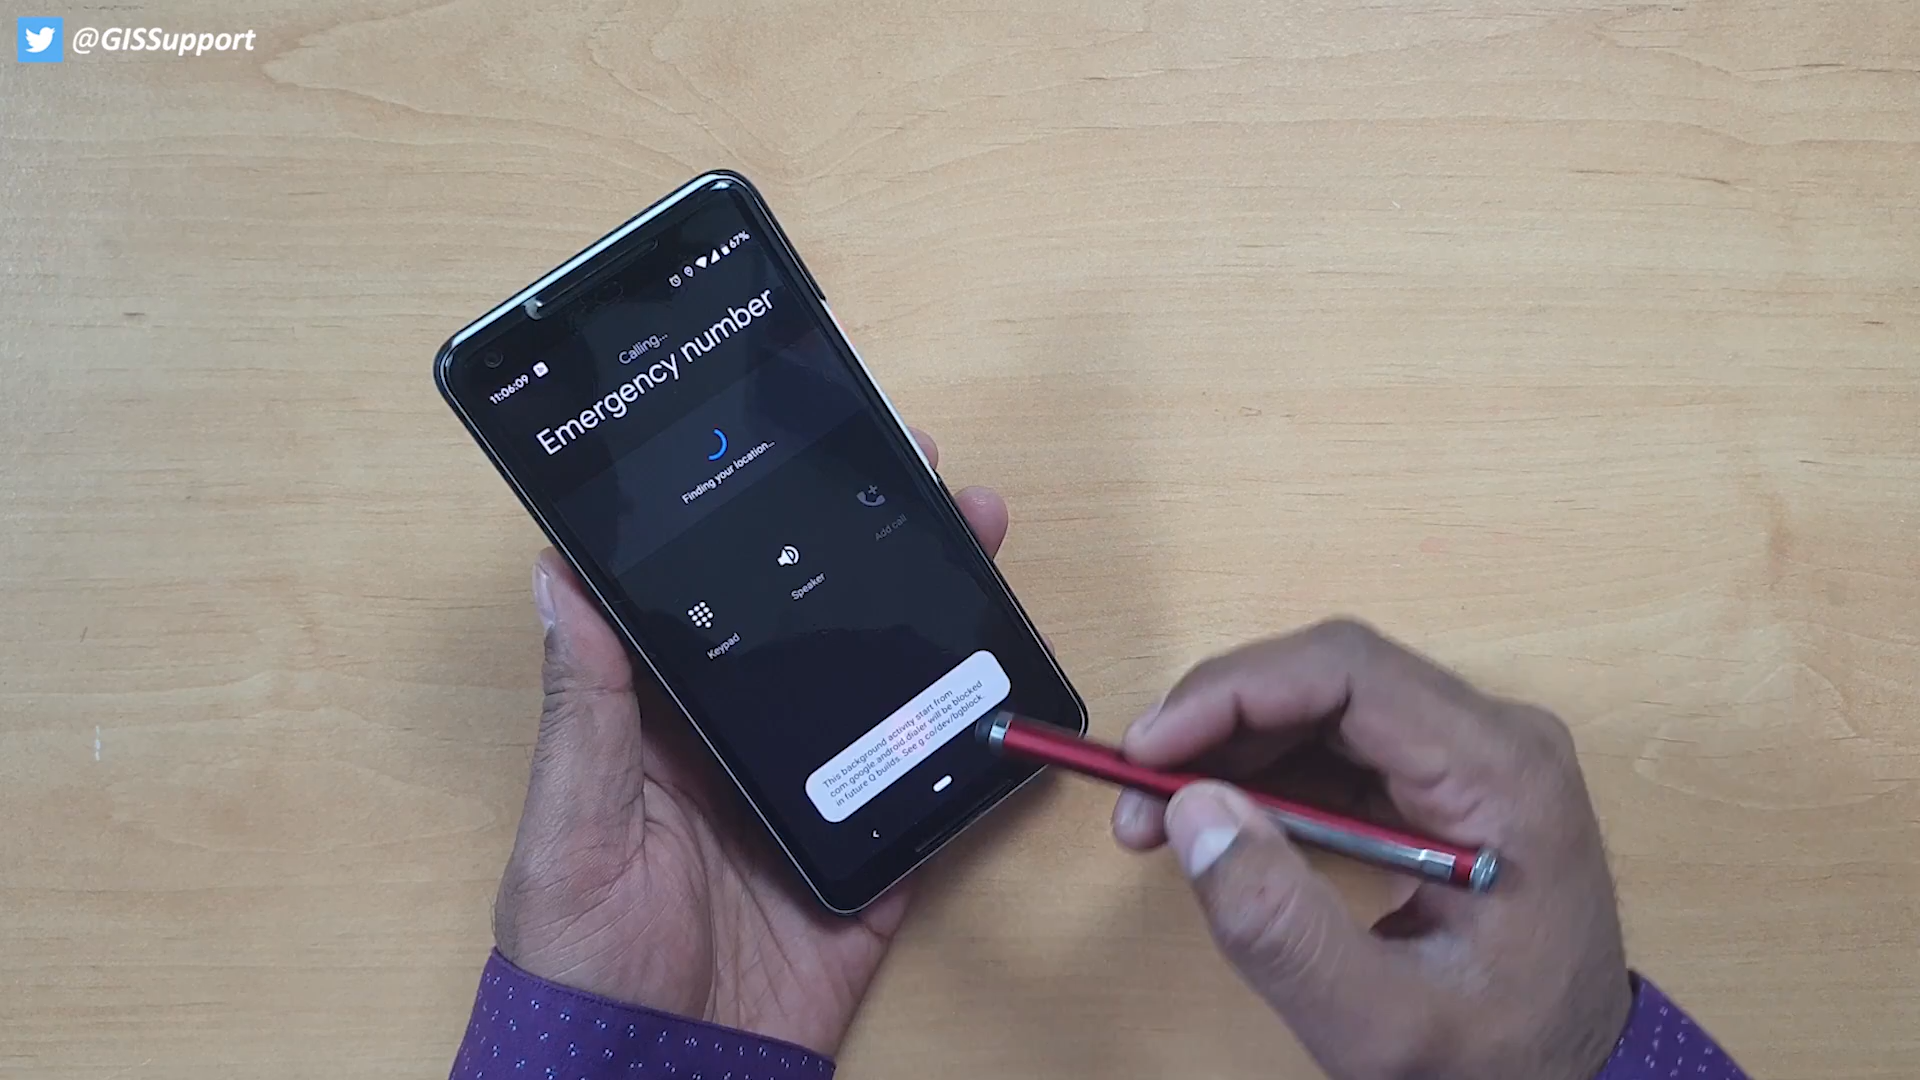 @GISSupport
11:06:09
67%
Calling...
Emergency number
Finding your location...
Keypad
Speaker
Add call
This background activity start from
com.google.android.dialer will be blocked
in future Q builds. See g.co/dev/bgblock.